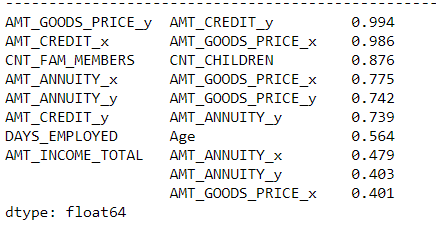 ------------------------------------------------------
AMT_GOODS_PRICE_y  AMT_CREDIT_y       0.994
AMT_CREDIT_x       AMT_GOODS_PRICE_x  0.986
CNT_FAM_MEMBERS    CNT_CHILDREN       0.876
AMT_ANNUITY_x      AMT_GOODS_PRICE_x  0.775
AMT_ANNUITY_y      AMT_GOODS_PRICE_y  0.742
AMT_CREDIT_y       AMT_ANNUITY_y      0.739
DAYS_EMPLOYED      Age                0.564
AMT_INCOME_TOTAL   AMT_ANNUITY_x      0.479
                   AMT_ANNUITY_y      0.403
                   AMT_GOODS_PRICE_x  0.401
dtype: float64